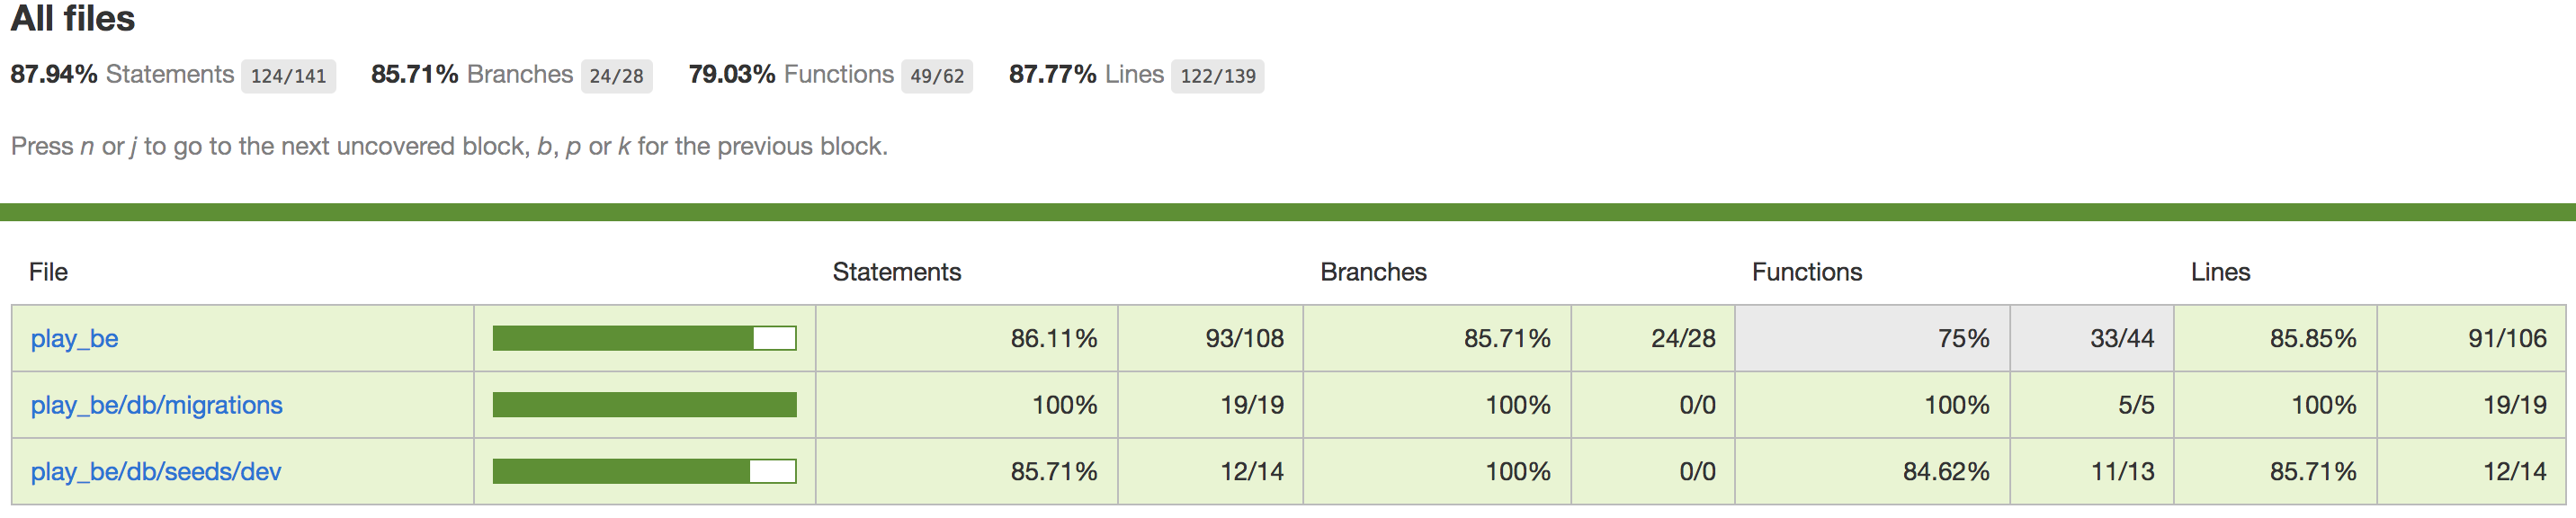 All files
87.94% Statements 124/141 85.71% Branches 24/28 79.03% Functions 49/62 87.77% Lines 122/139
Press n or j to go to the next uncovered block, b, p or k for the previous block.
File Statements Branches Functions Lines
play_be 86.11% 93/108 85.71% 24/28 75% 33/44 85.85% 91/106
play_be/db/migrations 100% 19/19 100% 0/0 100% 5/5 100% 19/19
play_be/db/seeds/dev 85.71% 12/14 100% 0/0 84.62% 11/13 85.71% 12/14